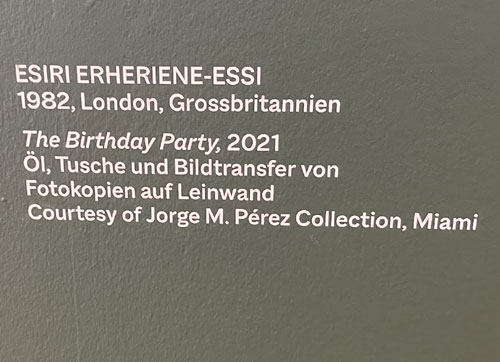 ESIRI ERHERIENE-ESSI
1982, London, Grossbritannien
The Birthday Party, 2021
Öl, Tusche und Bildtransfer von
Fotokopien auf Leinwand
Courtesy of Jorge M. Pérez Collection, Miami